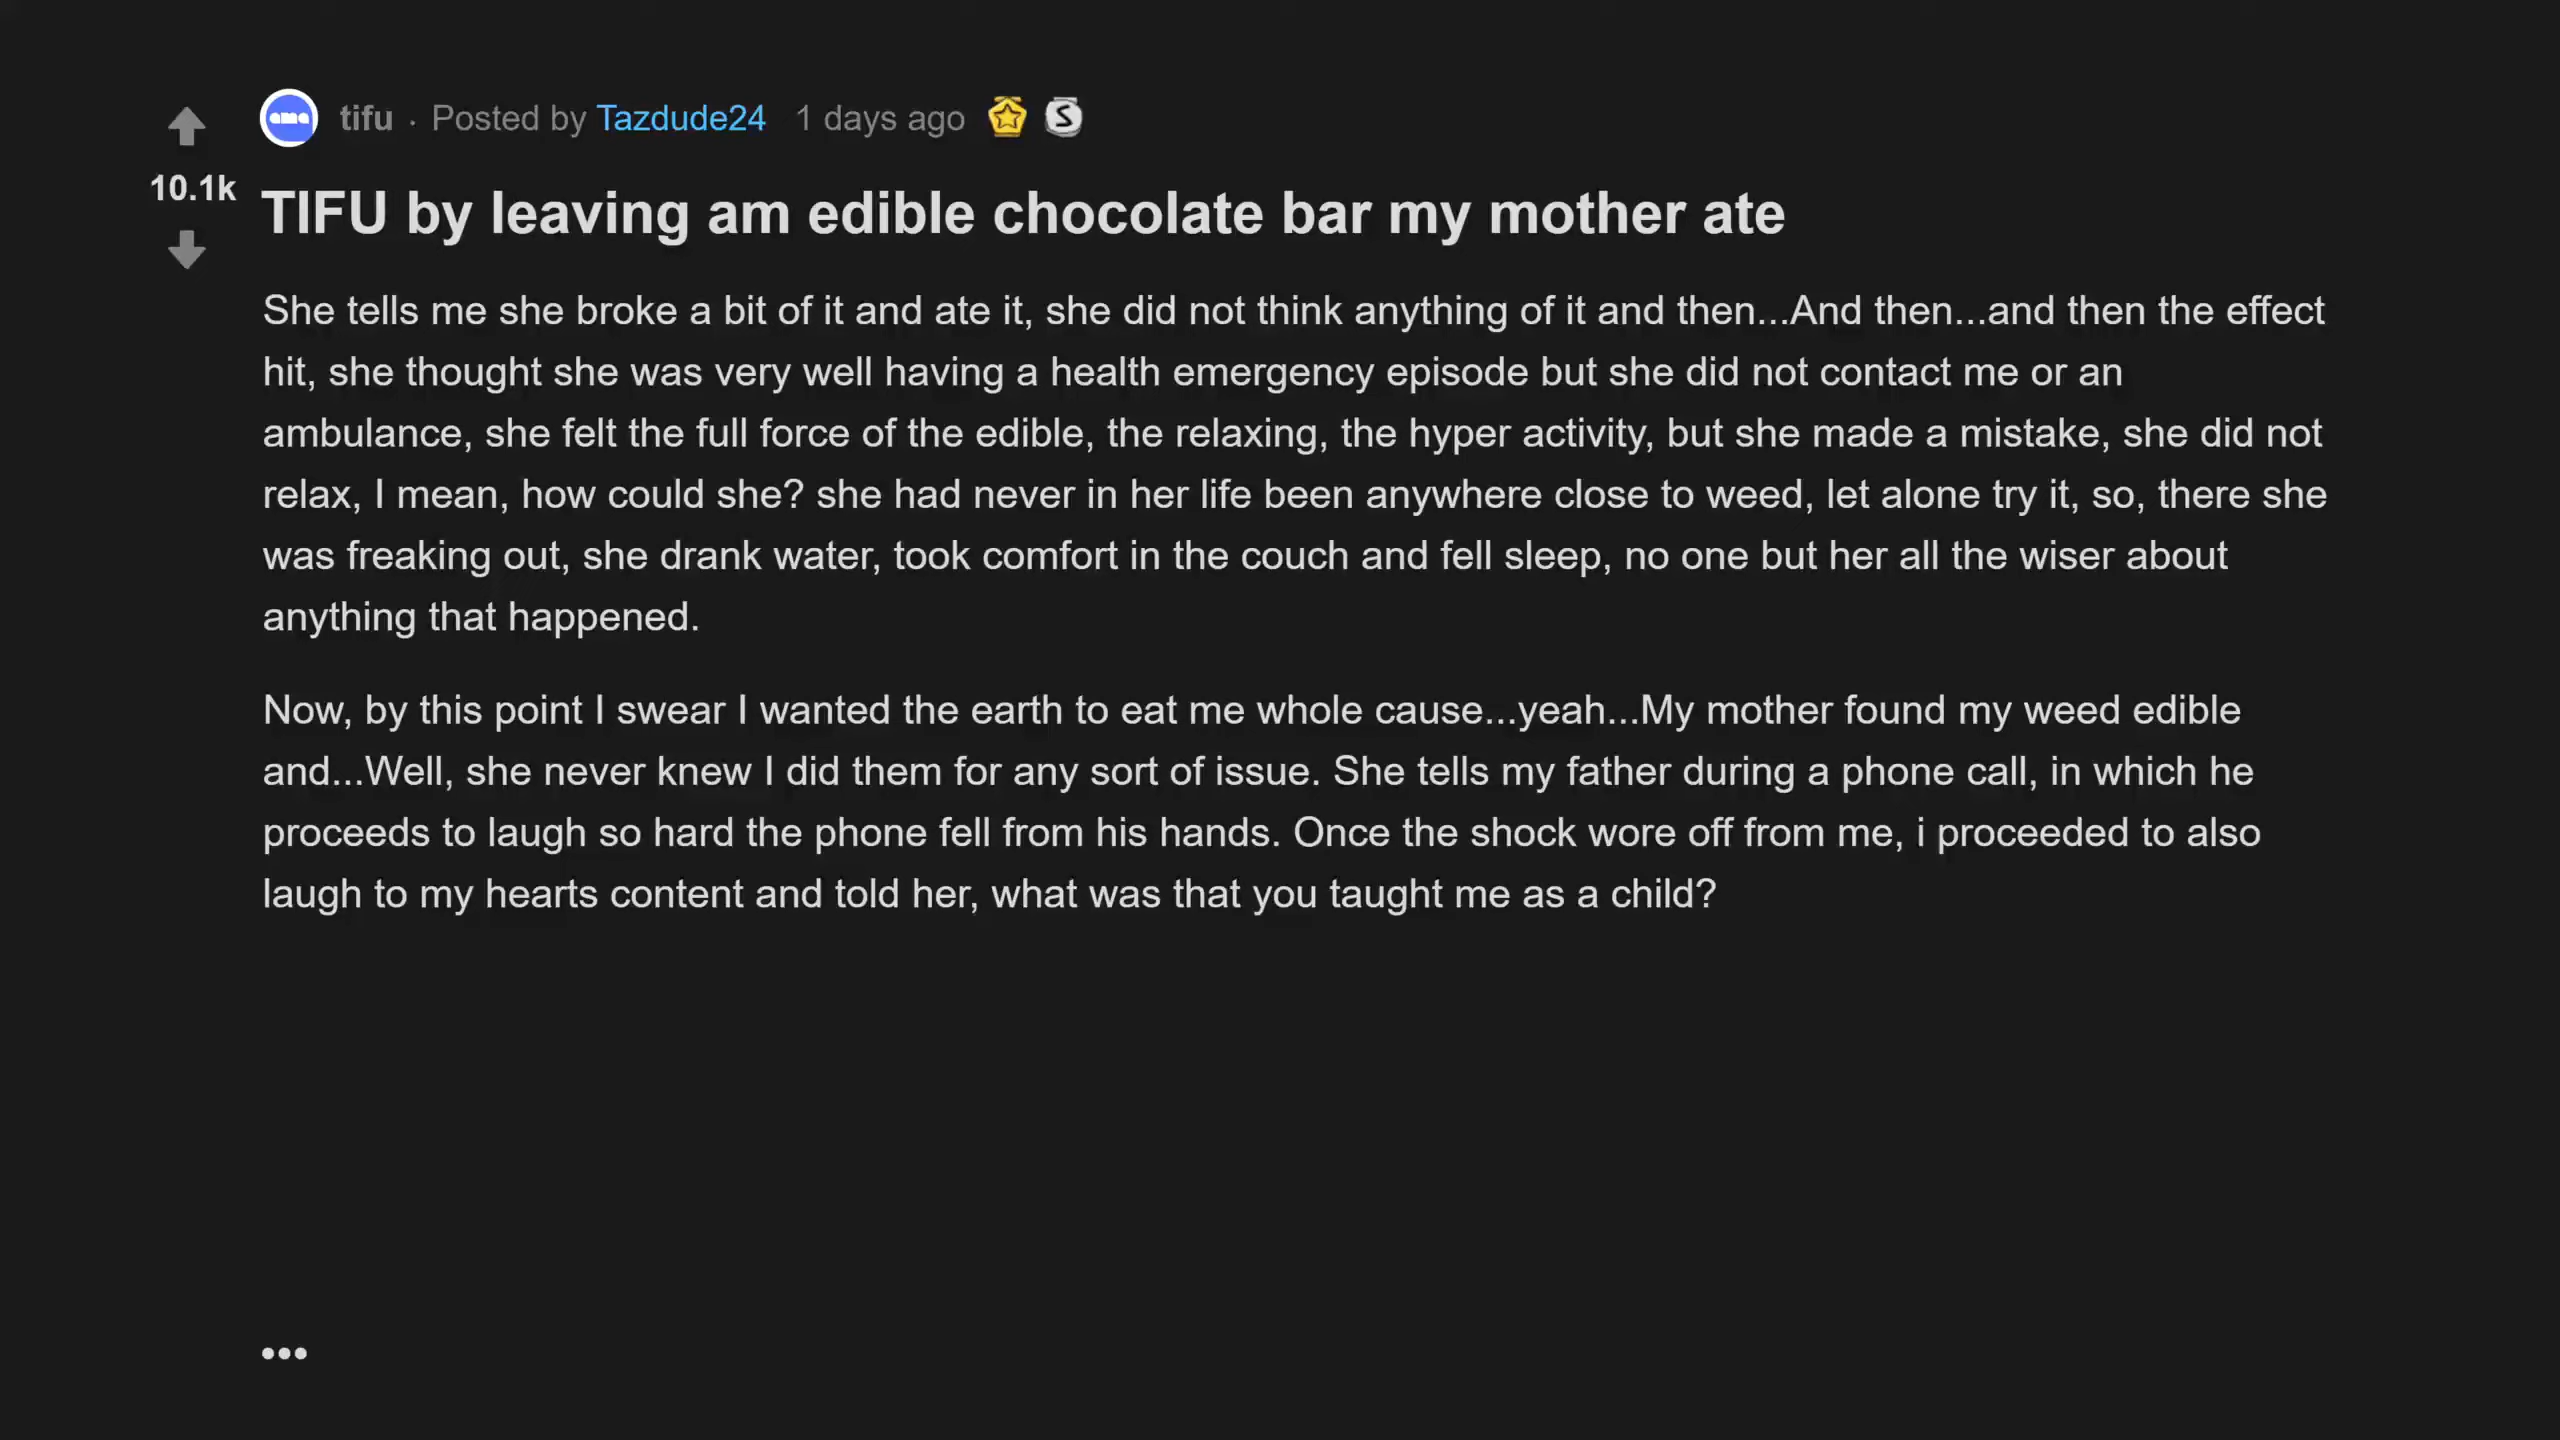 tifu · Posted by Tazdude24 1 days ago
10.1k
TIFU by leaving am edible chocolate bar my mother ate
She tells me she broke a bit of it and ate it, she did not think anything of it and then...And then...and then the effect
hit, she thought she was very well having a health emergency episode but she did not contact me or an
ambulance, she felt the full force of the edible, the relaxing, the hyper activity, but she made a mistake, she did not
relax, I mean, how could she? she had never in her life been anywhere close to weed, let alone try it, so, there she
was freaking out, she drank water, took comfort in the couch and fell sleep, no one but her all the wiser about
anything that happened.
Now, by this point I swear I wanted the earth to eat me whole cause...yeah...My mother found my weed edible
and...Well, she never knew I did them for any sort of issue. She tells my father during a phone call, in which he
proceeds to laugh so hard the phone fell from his hands. Once the shock wore off from me, i proceeded to also
laugh to my hearts content and told her, what was that you taught me as a child?